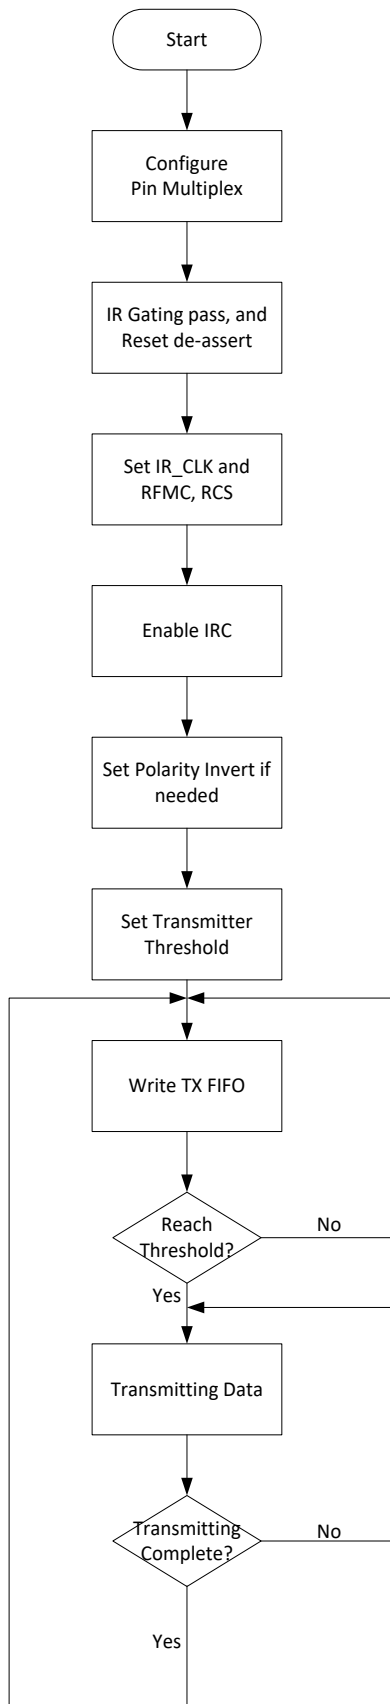 Start
Configure
Pin Multiplex
IR Gating pass, and
Reset de-assert
Set IR_CLK and
RFMC, RCS
Enable IRC
Set Polarity Invert if
needed
Set Transmitter
Threshold
Write TX FIFO
Reach
Threshold?
No
Yes
Transmitting Data
Transmitting
Complete?
No
Yes